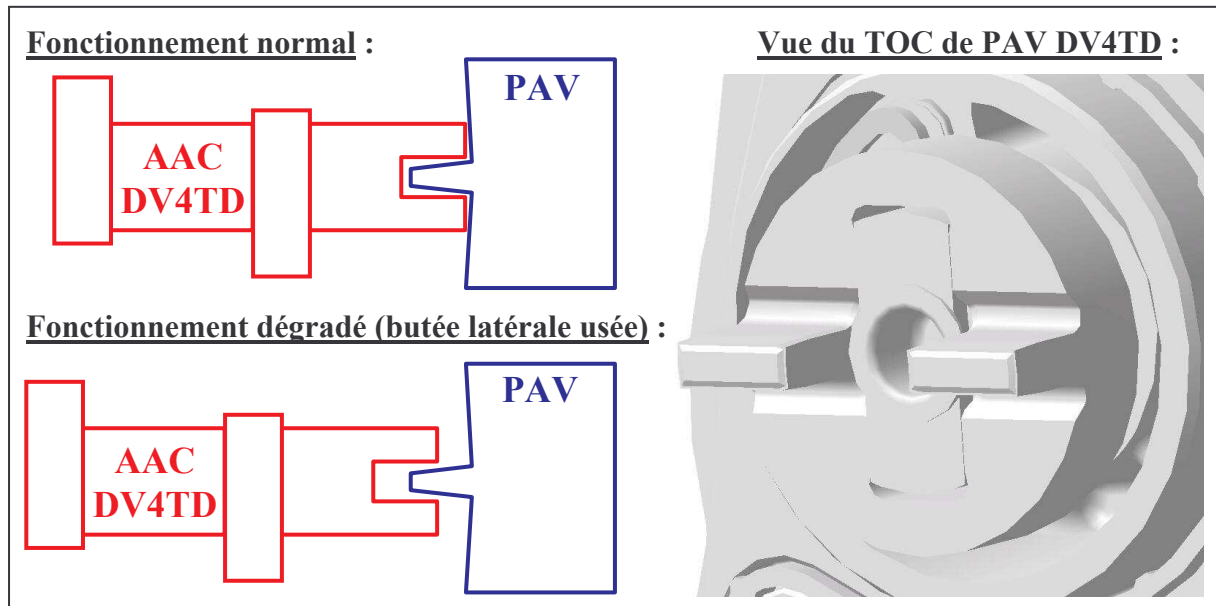 Fonctionnement normal :
PAV
AAC
DV4TD
Fonctionnement dégradé (butée latérale usée) :
PAV
AAC
DV4TD
Vue du TOC de PAV DV4TD :